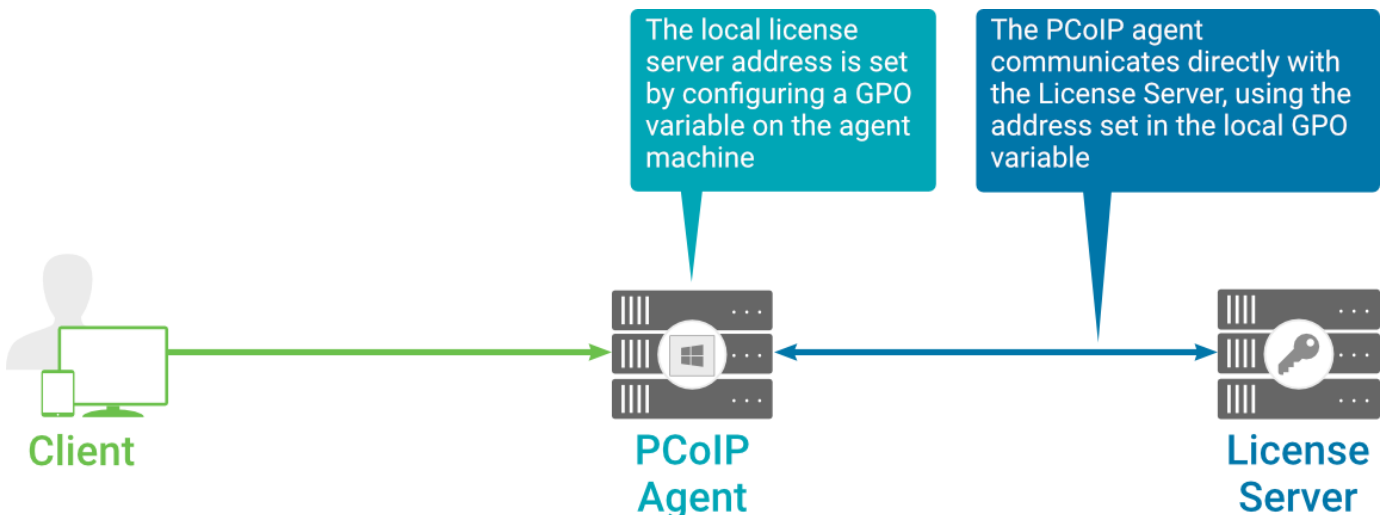 The local license
server address is set
by configuring a GPO
variable on the agent
machine
The PCoIP agent
communicates directly with
the License Server, using the
address set in the local GPO
variable
Client
PCoIP
Agent
License
Server